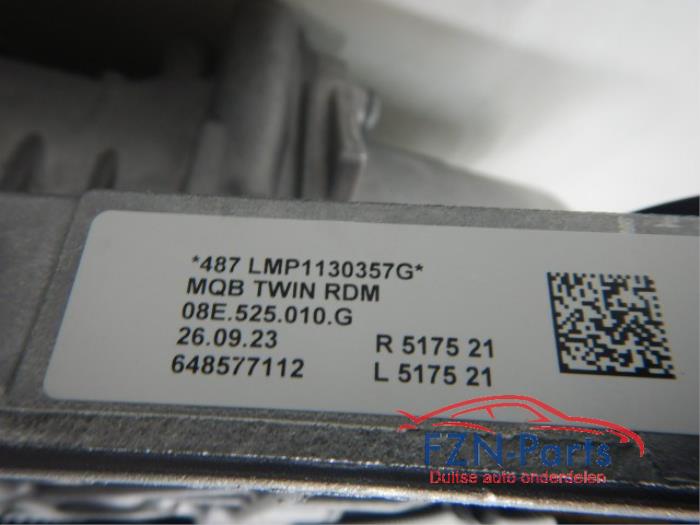 *487 LMP1130357G*
MQB TWIN RDM
08E.525.010.G
26.09.23 R 5175 21
648577112 L 5175 21
FZN-Parts
Duitse auto onderdelen